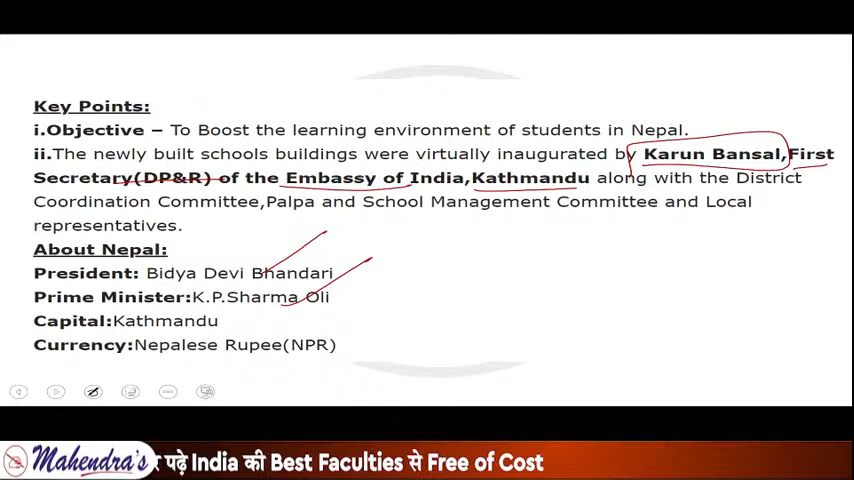 Key Points:
i.Objective – To Boost the learning environment of students in Nepal.
ii.The newly built schools buildings were virtually inaugurated by Karun Bansal,First
Secretary(DP&R) of the Embassy of India,Kathmandu along with the District
Coordination Committee,Palpa and School Management Committee and Local
representatives.
About Nepal:
President: Bidya Devi Bhandari
Prime Minister:K.P.Sharma Oli
Capital:Kathmandu
Currency:Nepalese Rupee(NPR)
Mahendra's र पढ़े India की Best Faculties से Free of Cost